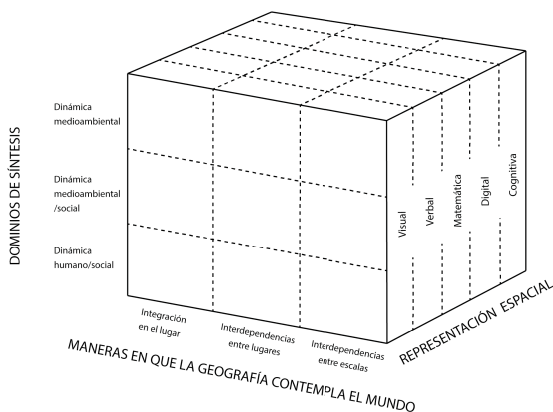 DOMINIOS DE SÍNTESIS
Dinámica
medioambiental
Dinámica
medioambiental
/social
Dinámica
humano/social
Visual
Verbal
Matemática
Digital
Cognitiva
Integración
en el lugar
Interdependencias
entre lugares
Interdependencias
entre escalas
MANERAS EN QUE LA GEOGRAFÍA CONTEMPLA EL MUNDO
REPRESENTACIÓN ESPACIAL